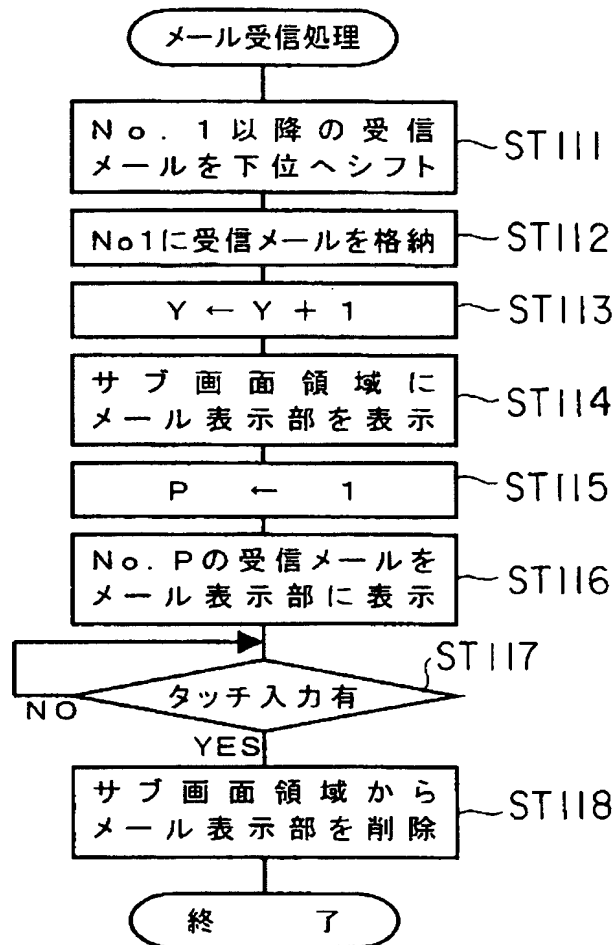 メール受信処理
No.1以降の受信
メールを下位へシフト
ST111
No1に受信メールを格納
ST112
Y ← Y + 1
ST113
サブ画面領域に
メール表示部を表示
ST114
P ← 1
ST115
No.Pの受信メールを
メール表示部に表示
ST116
ST117
タッチ入力有
NO
YES
サブ画面領域から
メール表示部を削除
ST118
終了